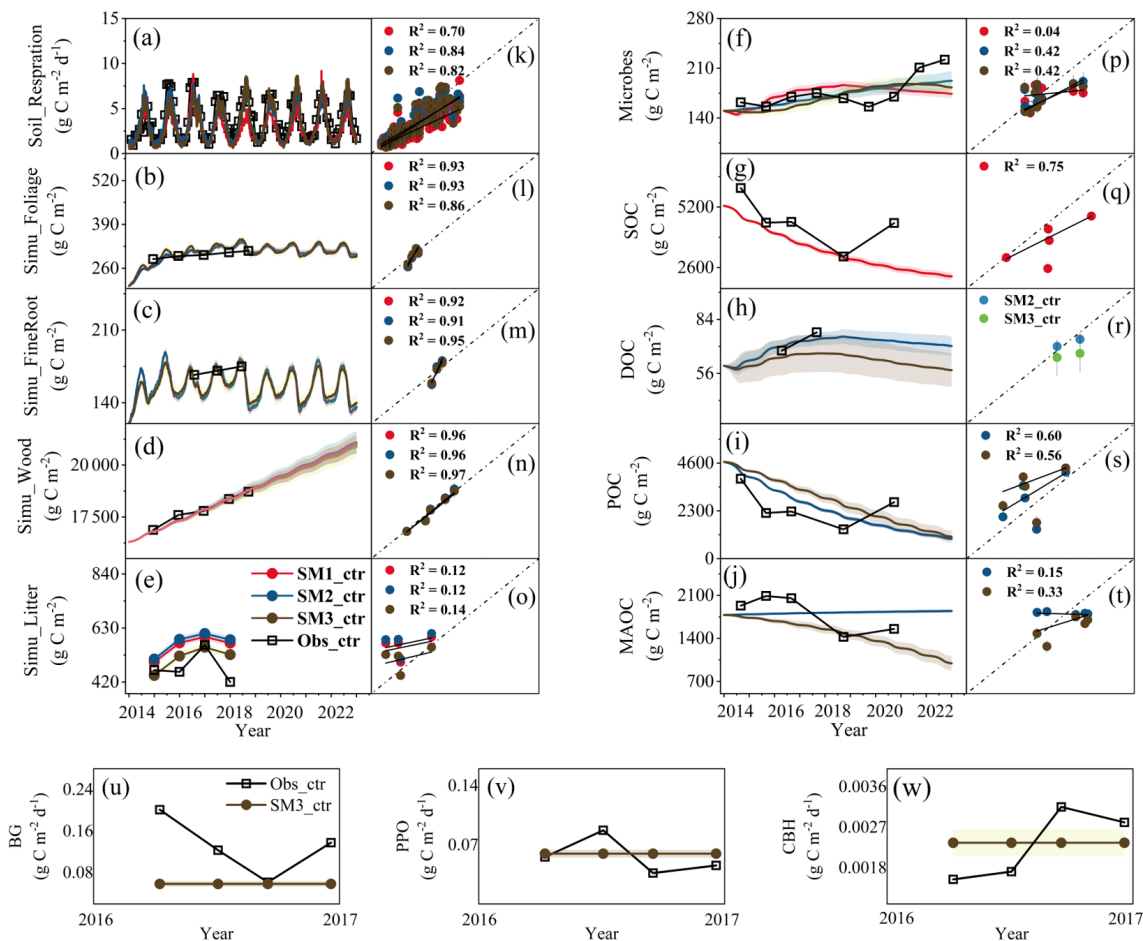 (a)
Soil_Respration
(g C m⁻² d⁻¹)
15
10
5
0
R² = 0.70
R² = 0.84
R² = 0.82
(k)
(b)
Simu_Foliage
(g C m⁻²)
520
390
260
R² = 0.93
R² = 0.93
R² = 0.86
(l)
(c)
Simu_FineRoot
(g C m⁻²)
210
140
R² = 0.92
R² = 0.91
R² = 0.95
(m)
(d)
Simu_Wood
(g C m⁻²)
20 000
17 500
R² = 0.96
R² = 0.96
R² = 0.97
(n)
(e)
Simu_Litter
(g C m⁻²)
840
630
420
SM1_ctr
SM2_ctr
SM3_ctr
Obs_ctr
R² = 0.12
R² = 0.12
R² = 0.14
(o)
2014 2016 2018 2020 2022
Year
(f)
Microbes
(g C m⁻²)
280
210
140
R² = 0.04
R² = 0.42
R² = 0.42
(p)
(g)
SOC
(g C m⁻²)
5200
2600
R² = 0.75
(q)
(h)
DOC
(g C m⁻²)
84
56
SM2_ctr
SM3_ctr
(r)
(i)
POC
(g C m⁻²)
4600
2300
0
R² = 0.60
R² = 0.56
(s)
(j)
MAOC
(g C m⁻²)
2100
1400
700
R² = 0.15
R² = 0.33
(t)
2014 2016 2018 2020 2022
Year
(u)
BG
(g C m⁻² d⁻¹)
0.24
0.16
0.08
Obs_ctr
SM3_ctr
2016 2017
Year
(v)
PPO
(g C m⁻² d⁻¹)
0.14
0.07
2016 2017
Year
(w)
CBH
(g C m⁻² d⁻¹)
0.0036
0.0027
0.0018
2016 2017
Year